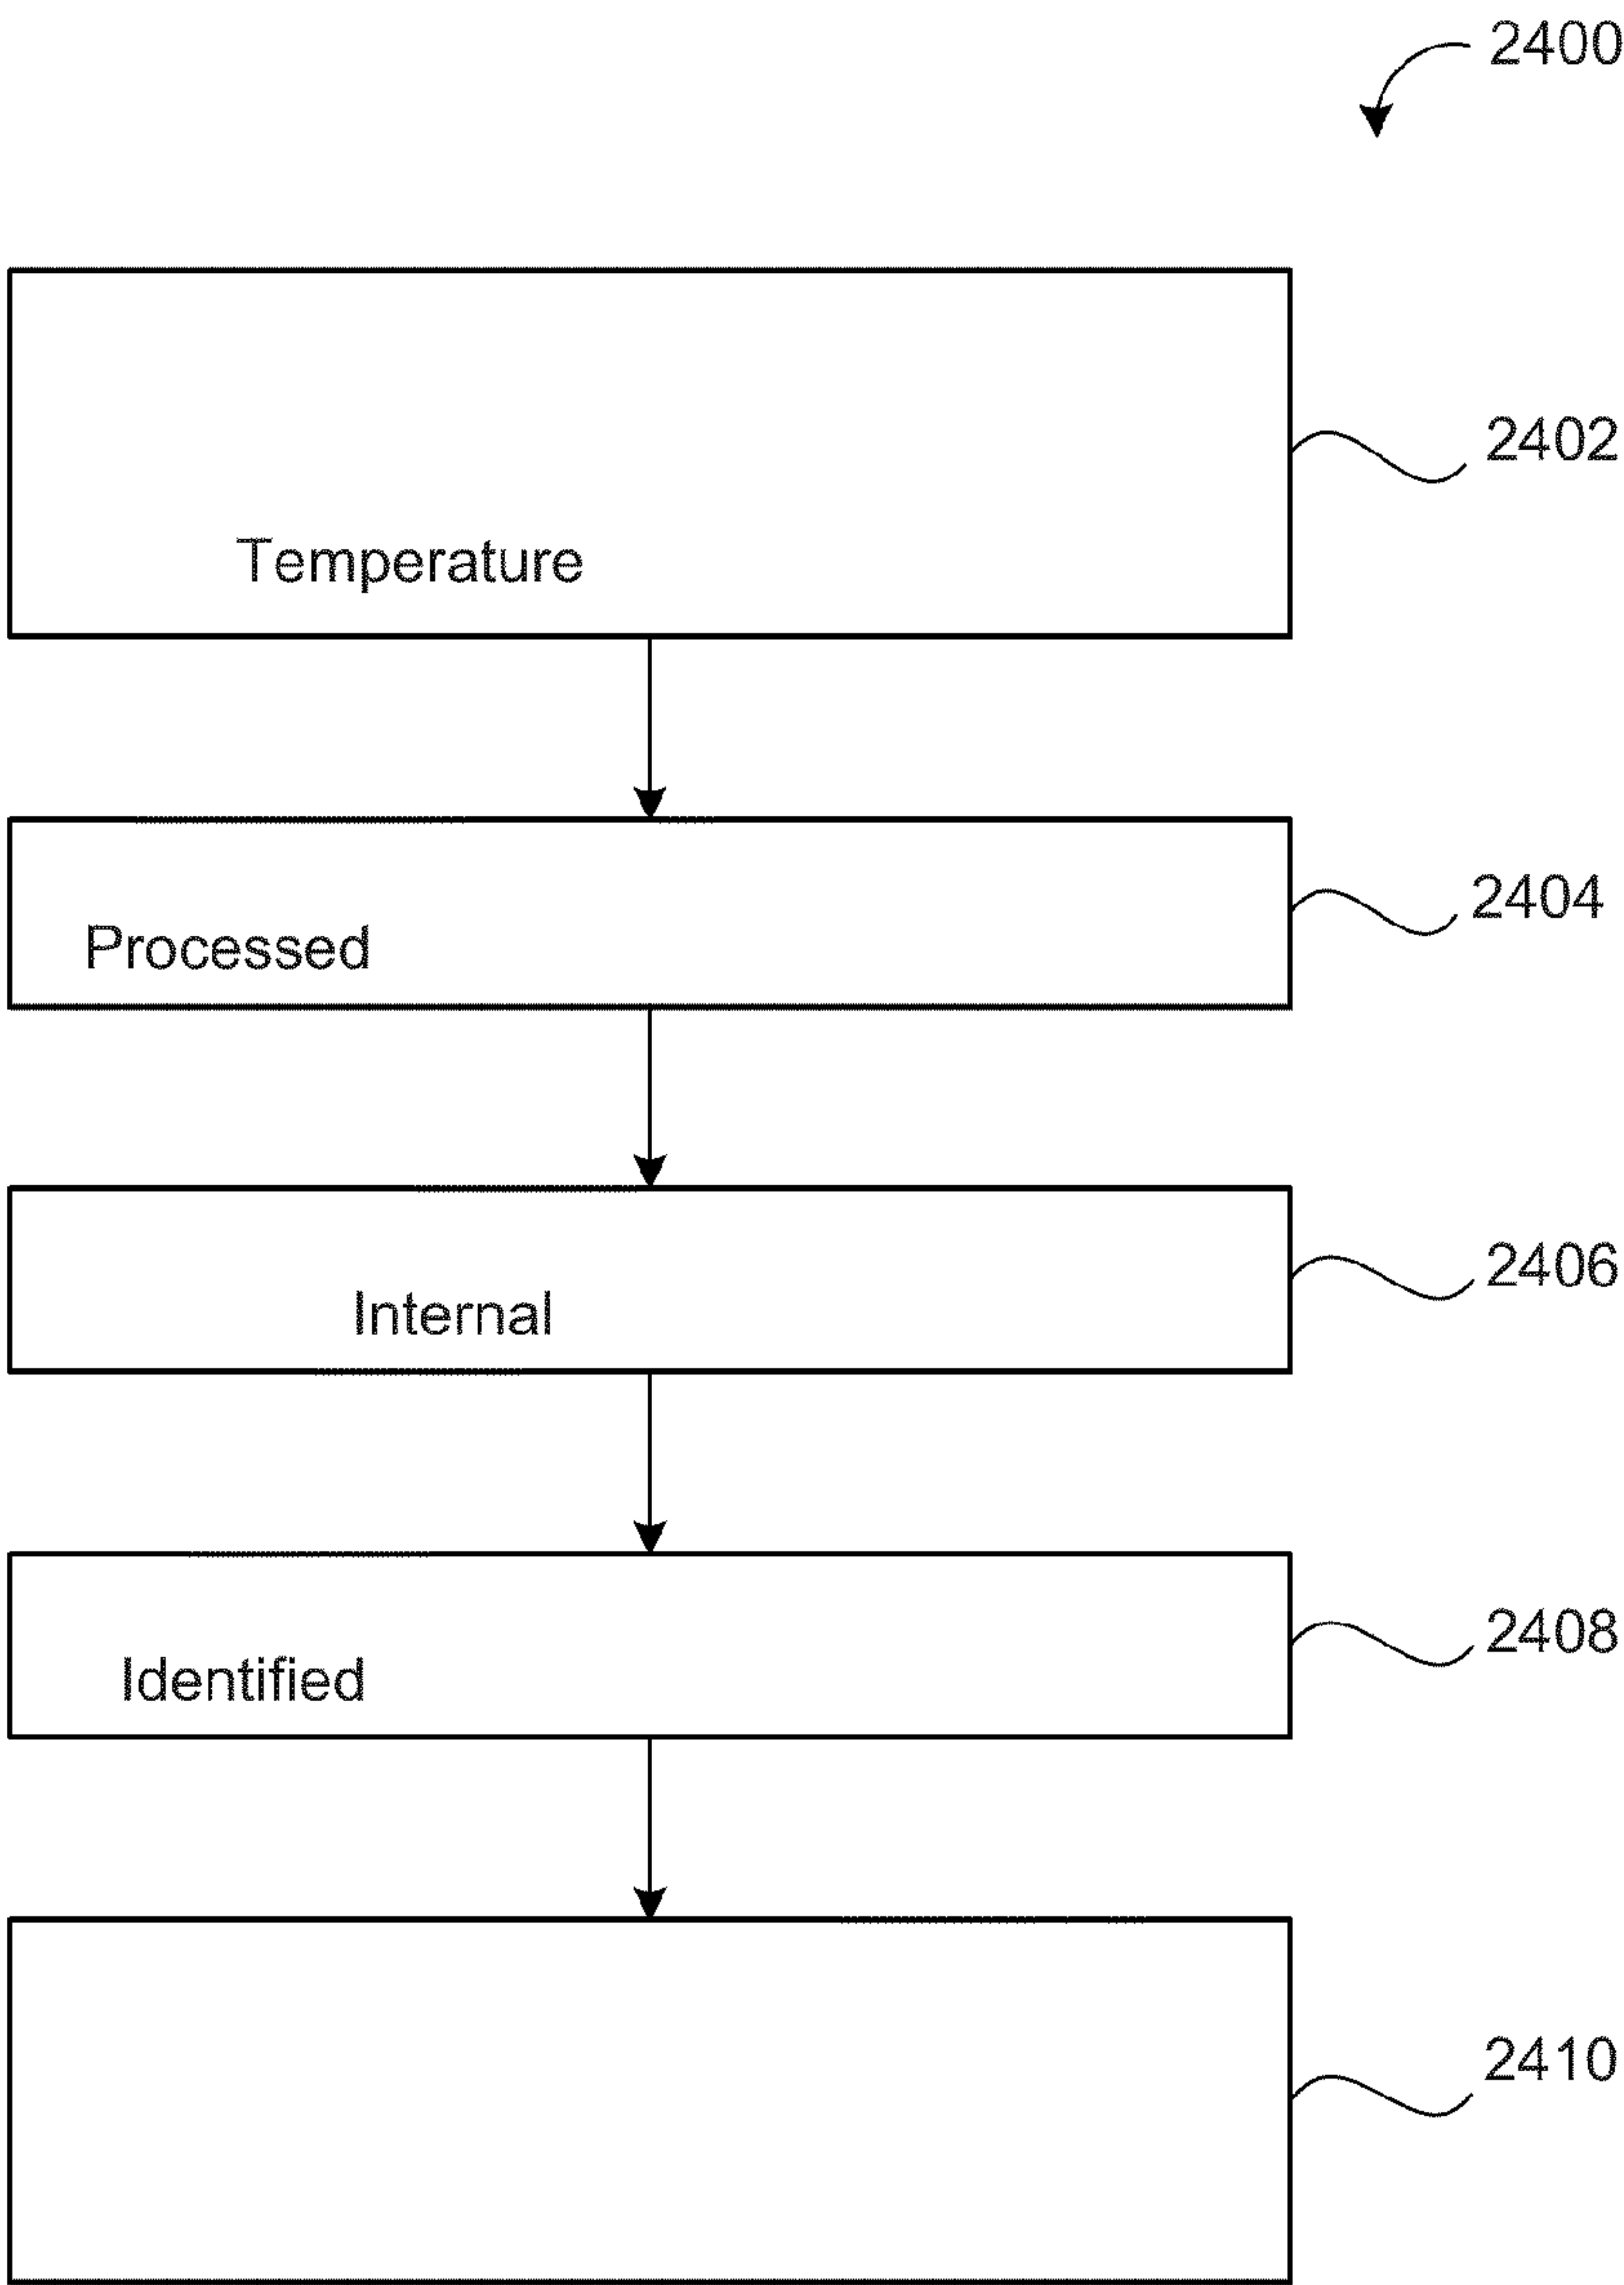 2400
2402
Temperature
2404
Processed
2406
Internal
2408
Identified
2410